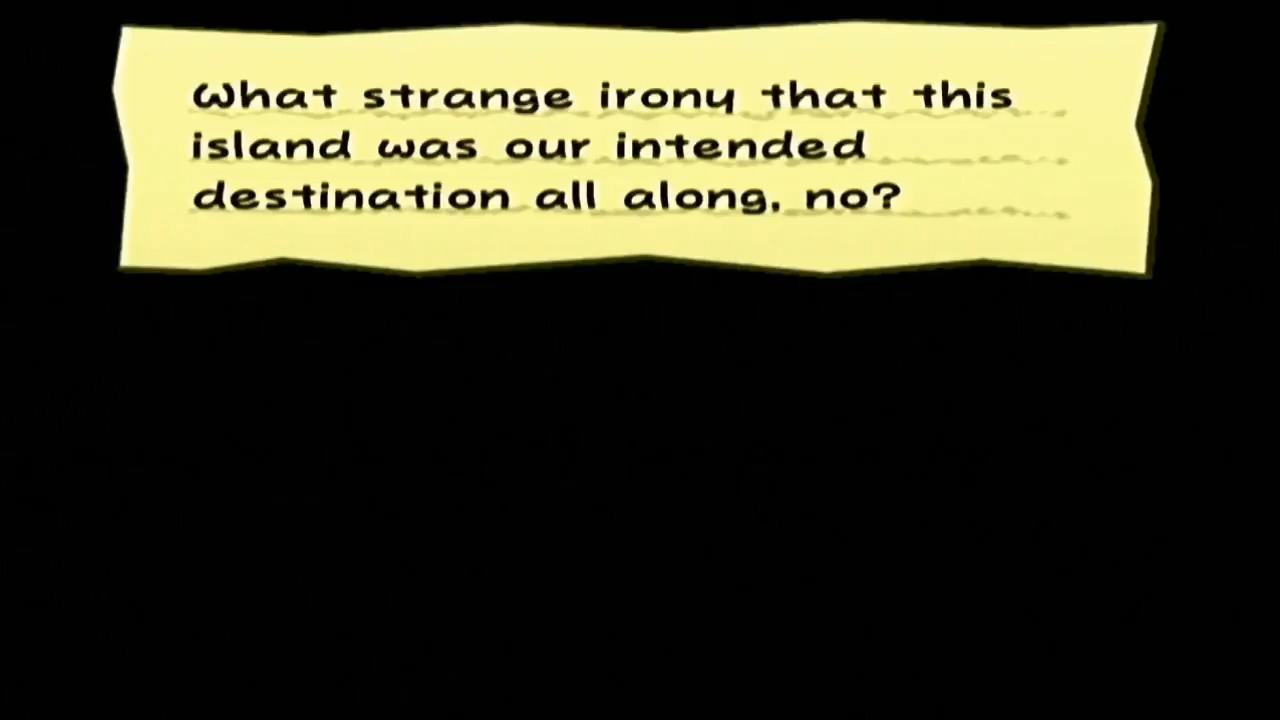 What strange irony that this
island was our intended
destination all along, no?